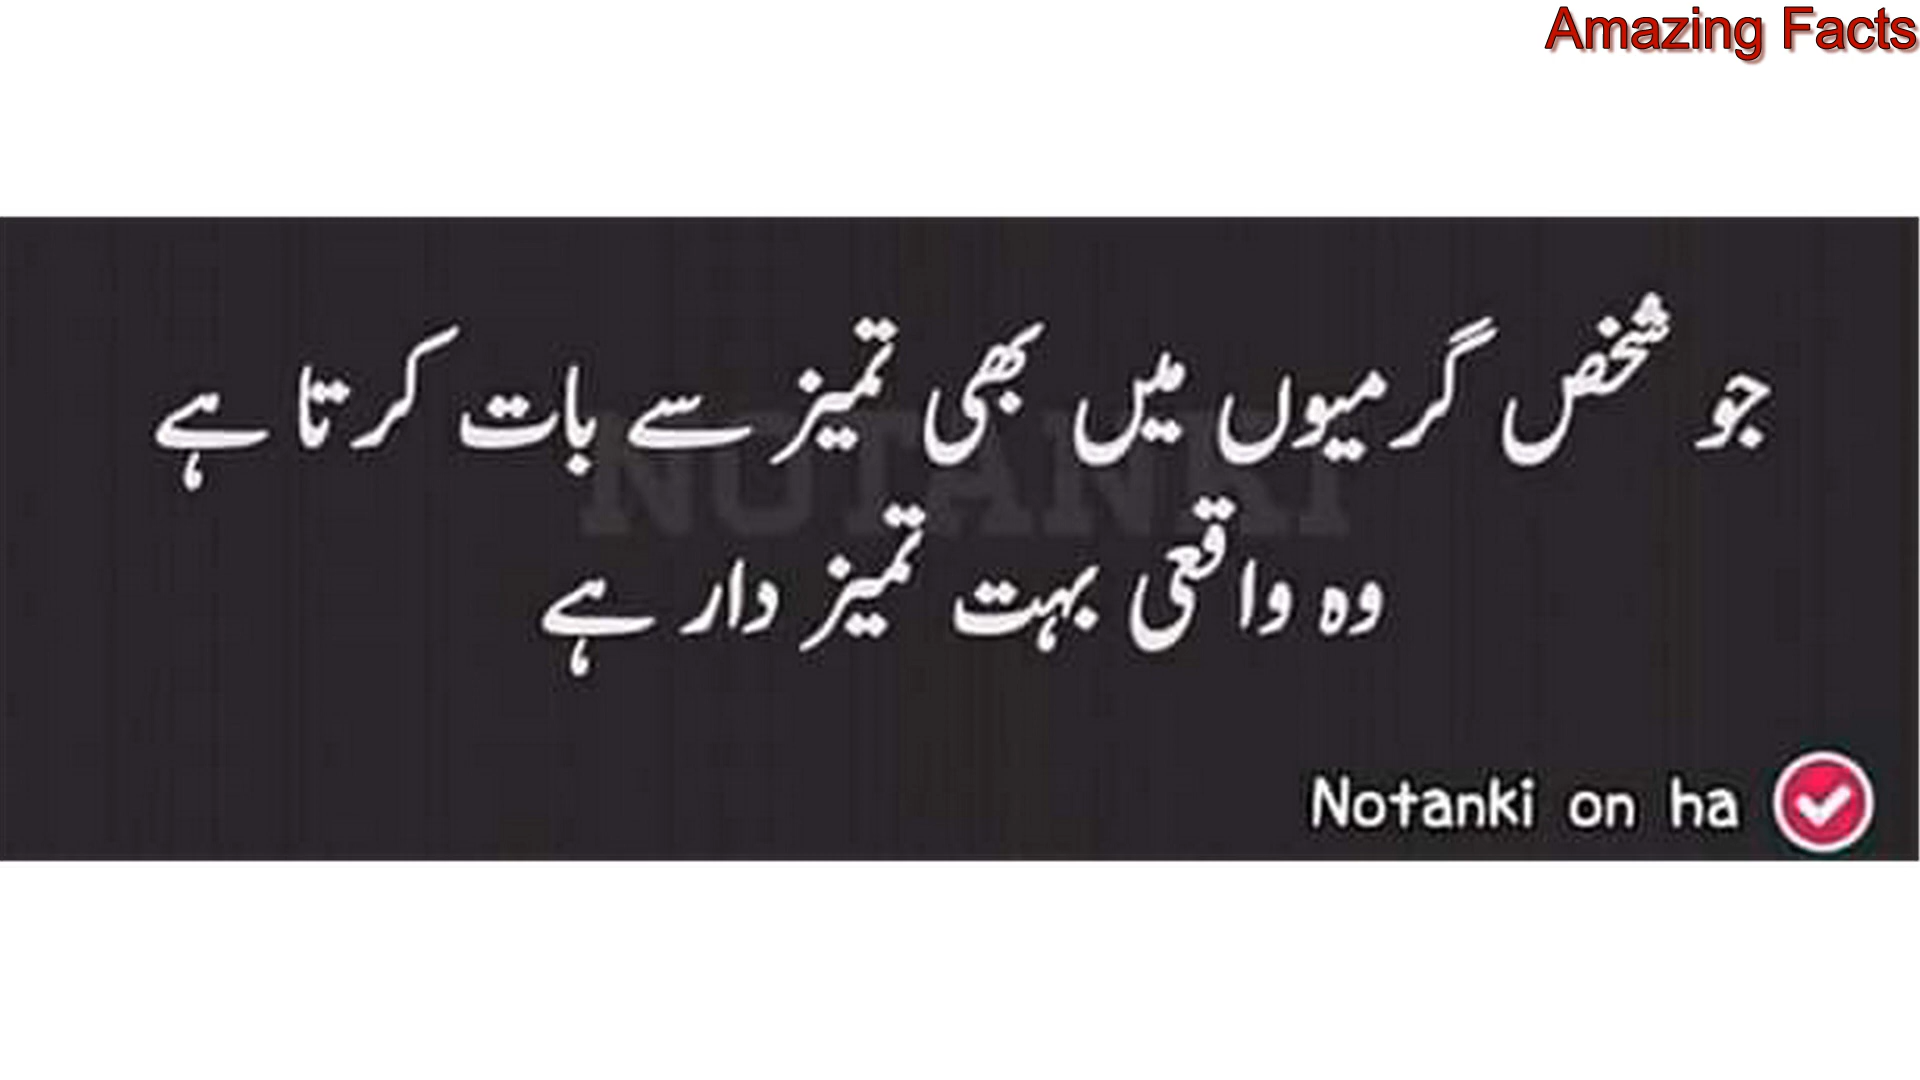 Amazing Facts
جو شخص گرمیوں میں بھی تمیز سے بات کرتا ہے
NOTANKI
وہ واقعی بہت تمیز دار ہے
Notanki on ha